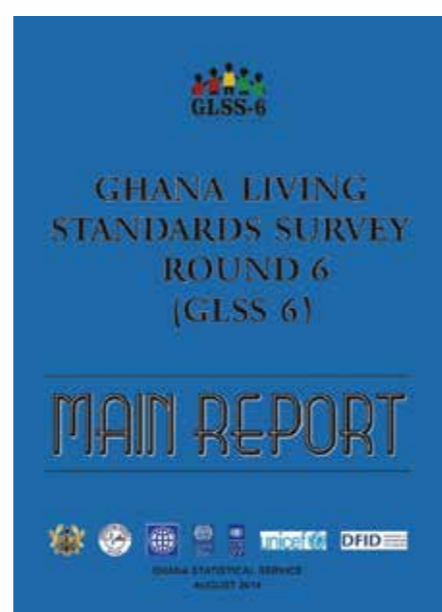 GLSS-6
GHANA LIVING
STANDARDS SURVEY
ROUND 6
(GLSS 6)
MAIN REPORT
unicef
DFID
GHANA STATISTICAL SERVICE
AUGUST 2014